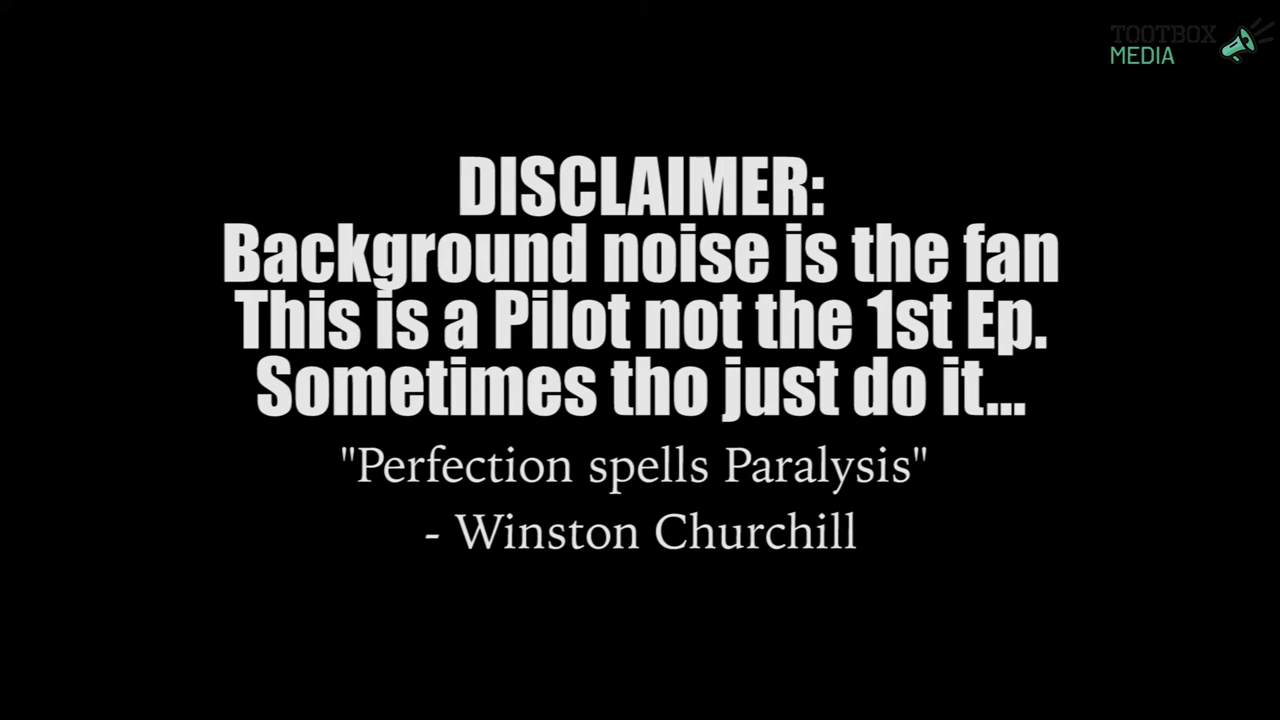 TOOTBOX
MEDIA
DISCLAIMER:
Background noise is the fan
This is a Pilot not the 1st Ep.
Sometimes tho just do it...
"Perfection spells Paralysis"
- Winston Churchill